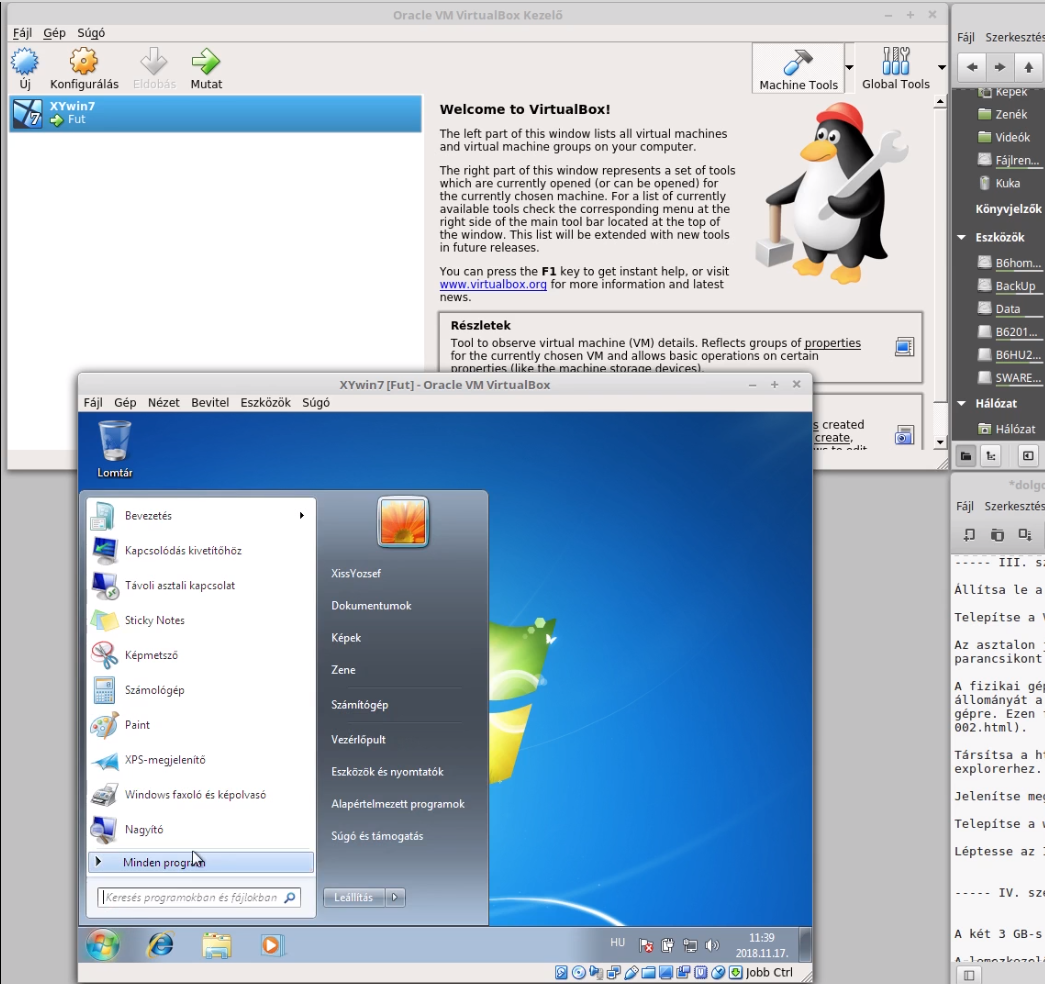 Oracle VM VirtualBox Kezelő
Fájl Gép Súgó
Új
Konfigurálás
Eldobás
Mutat
Machine Tools
Global Tools
XYwin7
Fut
Welcome to VirtualBox!
The left part of this window lists all virtual machines
and virtual machine groups on your computer.
The right part of this window represents a set of tools
which are currently opened (or can be opened) for
the currently chosen machine. For a list of currently
available tools check the corresponding menu at the
right side of the main tool bar located at the top of
the window. This list will be extended with new tools
in future releases.
You can press the F1 key to get instant help, or visit
www.virtualbox.org for more information and latest
news.
Részletek
Tool to observe virtual machine (VM) details. Reflects groups of properties
for the currently chosen VM and allows basic operations on certain
properties (like the machine storage devices).
s created
create,
Fájl Szerkesztés
Képek
Zenék
Videók
Fájlren...
Kuka
Könyvjelzők
Eszközök
B6hom...
BackUp
Data
B6201...
B6HU2...
SWARE...
Hálózat
Hálózat
XYwin7 [Fut] - Oracle VM VirtualBox
Fájl Gép Nézet Bevitel Eszközök Súgó
Lomtár
Bevezetés
Kapcsolódás kivetítőhöz
Távoli asztali kapcsolat
Sticky Notes
Képmetsző
Számológép
Paint
XPS-megjelenítő
Windows faxoló és képolvasó
Nagyító
Minden program
Keresés programokban és fájlokban
XissYozsef
Dokumentumok
Képek
Zene
Számítógép
Vezérlőpult
Eszközök és nyomtatók
Alapértelmezett programok
Súgó és támogatás
Leállítás
HU
11:39
2018.11.17.
Jobb Ctrl
*dolgo
Fájl Szerkesztés
----- III. sz
Állítsa le a
Telepítse a V
Az asztalon
parancsikont
A fizikai gép
állományát a
gépre. Ezen
002.html).
Társítsa a ht
explorerhez.
Jelenítse meg
Telepítse a
Léptesse az
----- IV. sze
A két 3 GB-s